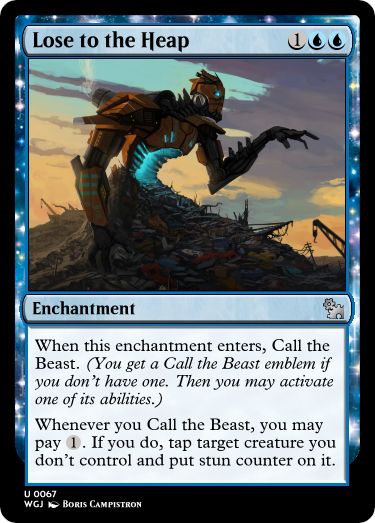 Lose to the Heap 1UU
Enchantment
When this enchantment enters, Call the
Beast. (You get a Call the Beast emblem if
you don't have one. Then you may activate
one of its abilities.)
Whenever you Call the Beast, you may
pay 1. If you do, tap target creature you
don't control and put stun counter on it.
U 0067
WGJ Boris Campistron